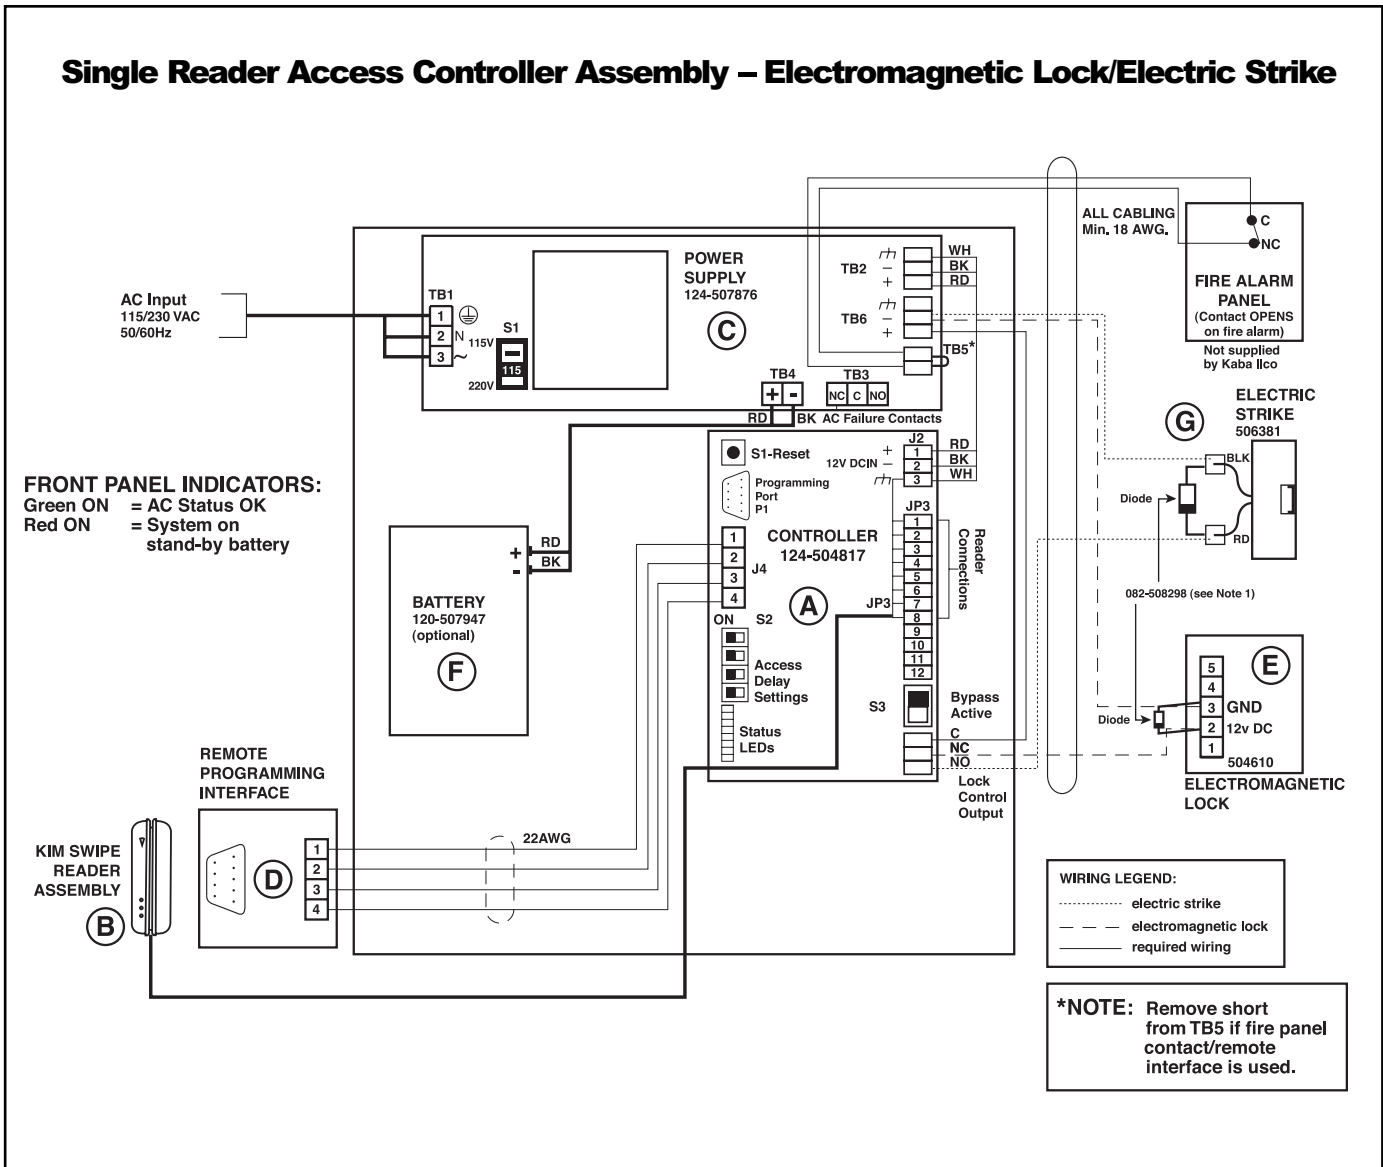 Single Reader Access Controller Assembly – Electromagnetic Lock/Electric Strike
AC Input
115/230 VAC
50/60Hz
TB1
1
2
3
N
~
S1
115V
115
220V
POWER
SUPPLY
124-507876
C
TB4
+ -
RD
BK
TB3
NC C NO
AC Failure Contacts
TB2
-
+
WH
BK
RD
TB6
-
+
TB5*
ALL CABLING
Min. 18 AWG.
C
NC
FIRE ALARM
PANEL
(Contact OPENS
on fire alarm)
Not supplied
by Kaba Ilco
FRONT PANEL INDICATORS:
Green ON = AC Status OK
Red ON = System on
stand-by battery
+
-
RD
BK
BATTERY
120-507947
(optional)
F
S1-Reset
Programming
Port
P1
J2
+
12V DCIN -
1
2
3
RD
BK
WH
CONTROLLER
124-504817
A
1
2
3
4
J4
JP3
1
2
3
4
5
6
7
8
9
10
11
12
JP3
Reader
Connections
ON S2
Access
Delay
Settings
Status
LEDs
S3
Bypass
Active
C
NC
NO
Lock
Control
Output
G
ELECTRIC
STRIKE
506381
BLK
RD
Diode
082-508298 (see Note 1)
E
5
4
3
2
1
GND
12v DC
504610
Diode
ELECTROMAGNETIC
LOCK
REMOTE
PROGRAMMING
INTERFACE
D
1
2
3
4
22AWG
KIM SWIPE
READER
ASSEMBLY
B
WIRING LEGEND:
electric strike
electromagnetic lock
required wiring
*NOTE: Remove short
from TB5 if fire panel
contact/remote
interface is used.